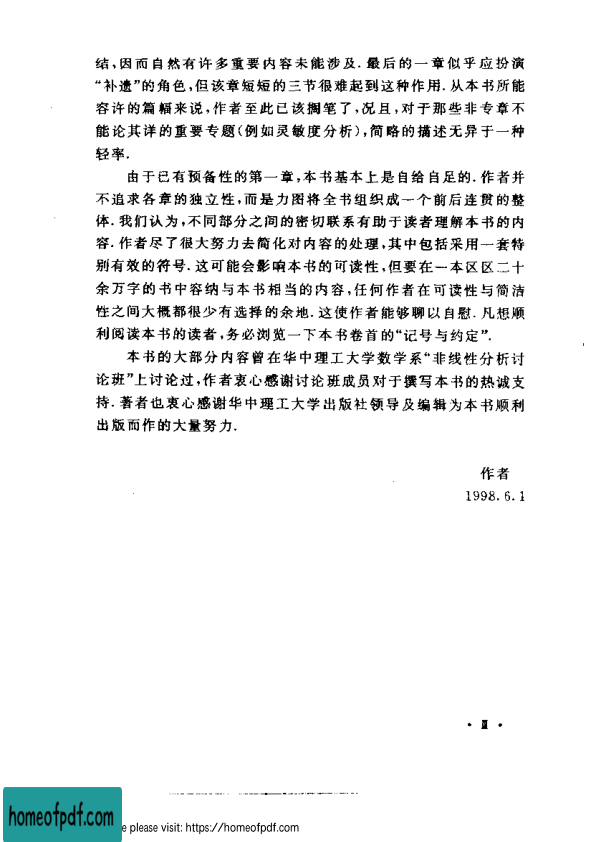 结,因而自然有许多重要内容未能涉及.最后的一章似乎应扮演
“补遗”的角色,但该章短短的三节很难起到这种作用.从本书所能
容许的篇幅来说,作者至此已该搁笔了,况且,对于那些非专章不
能论其详的重要专题(例如灵敏度分析),简略的描述无异于一种
轻率.
由于已有预备性的第一章,本书基本上是自给自足的.作者并
不追求各章的独立性,而是力图将全书组织成一个前后连贯的整
体.我们认为,不同部分之间的密切联系有助于读者理解本书的内
容.作者尽了很大努力去简化对内容的处理,其中包括采用一套特
别有效的符号.这可能会影响本书的可读性,但要在一本区区二十
余万字的书中容纳与本书相当的内容,任何作者在可读性与简洁
性之间大概都很少有选择的余地.这使作者能够聊以自慰.凡想顺
利阅读本书的读者,务必浏览一下本书卷首的“记号与约定”.
本书的大部分内容曾在华中理工大学数学系“非线性分析讨
论班”上讨论过,作者衷心感谢讨论班成员对于撰写本书的热诚支
持.著者也衷心感谢华中理工大学出版社领导及编辑为本书顺利
出版而作的大量努力.
作者
1998.6.1
homeofpdf.com
e please visit: https://homeofpdf.com